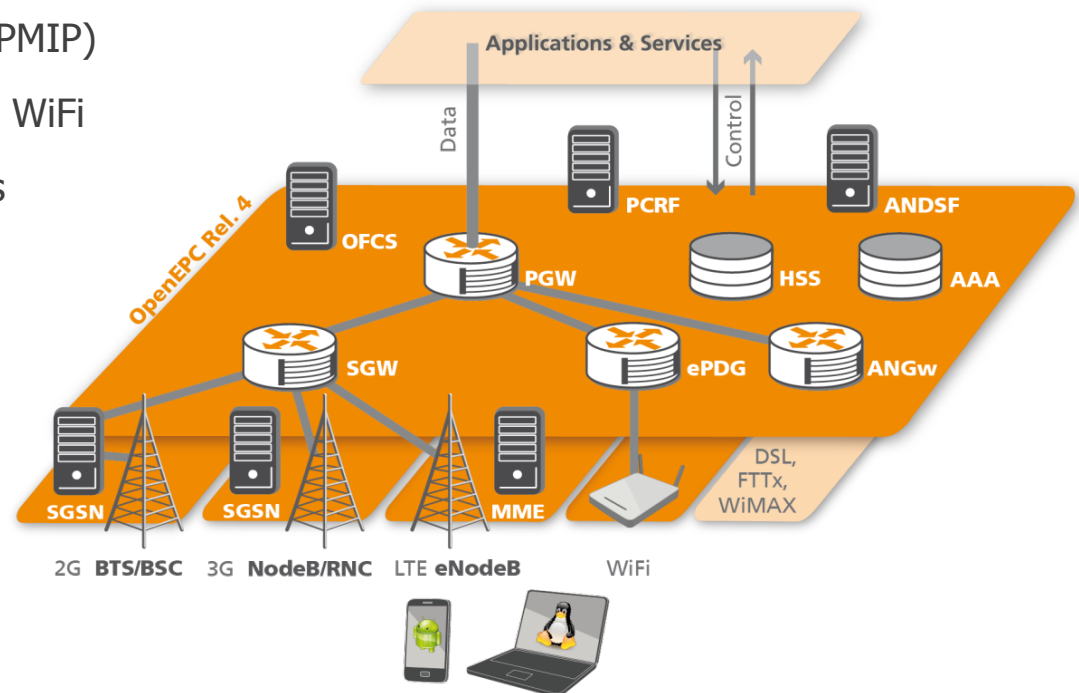 PMIP)
WiFi
s
Applications & Services
Data
Control
OpenEPC Rel. 4
OFCS
PCRF
ANDSF
PGW
HSS
AAA
SGW
ePDG
ANGw
SGSN
SGSN
MME
DSL,
FTTx,
WiMAX
2G BTS/BSC
3G NodeB/RNC
LTE eNodeB
WiFi